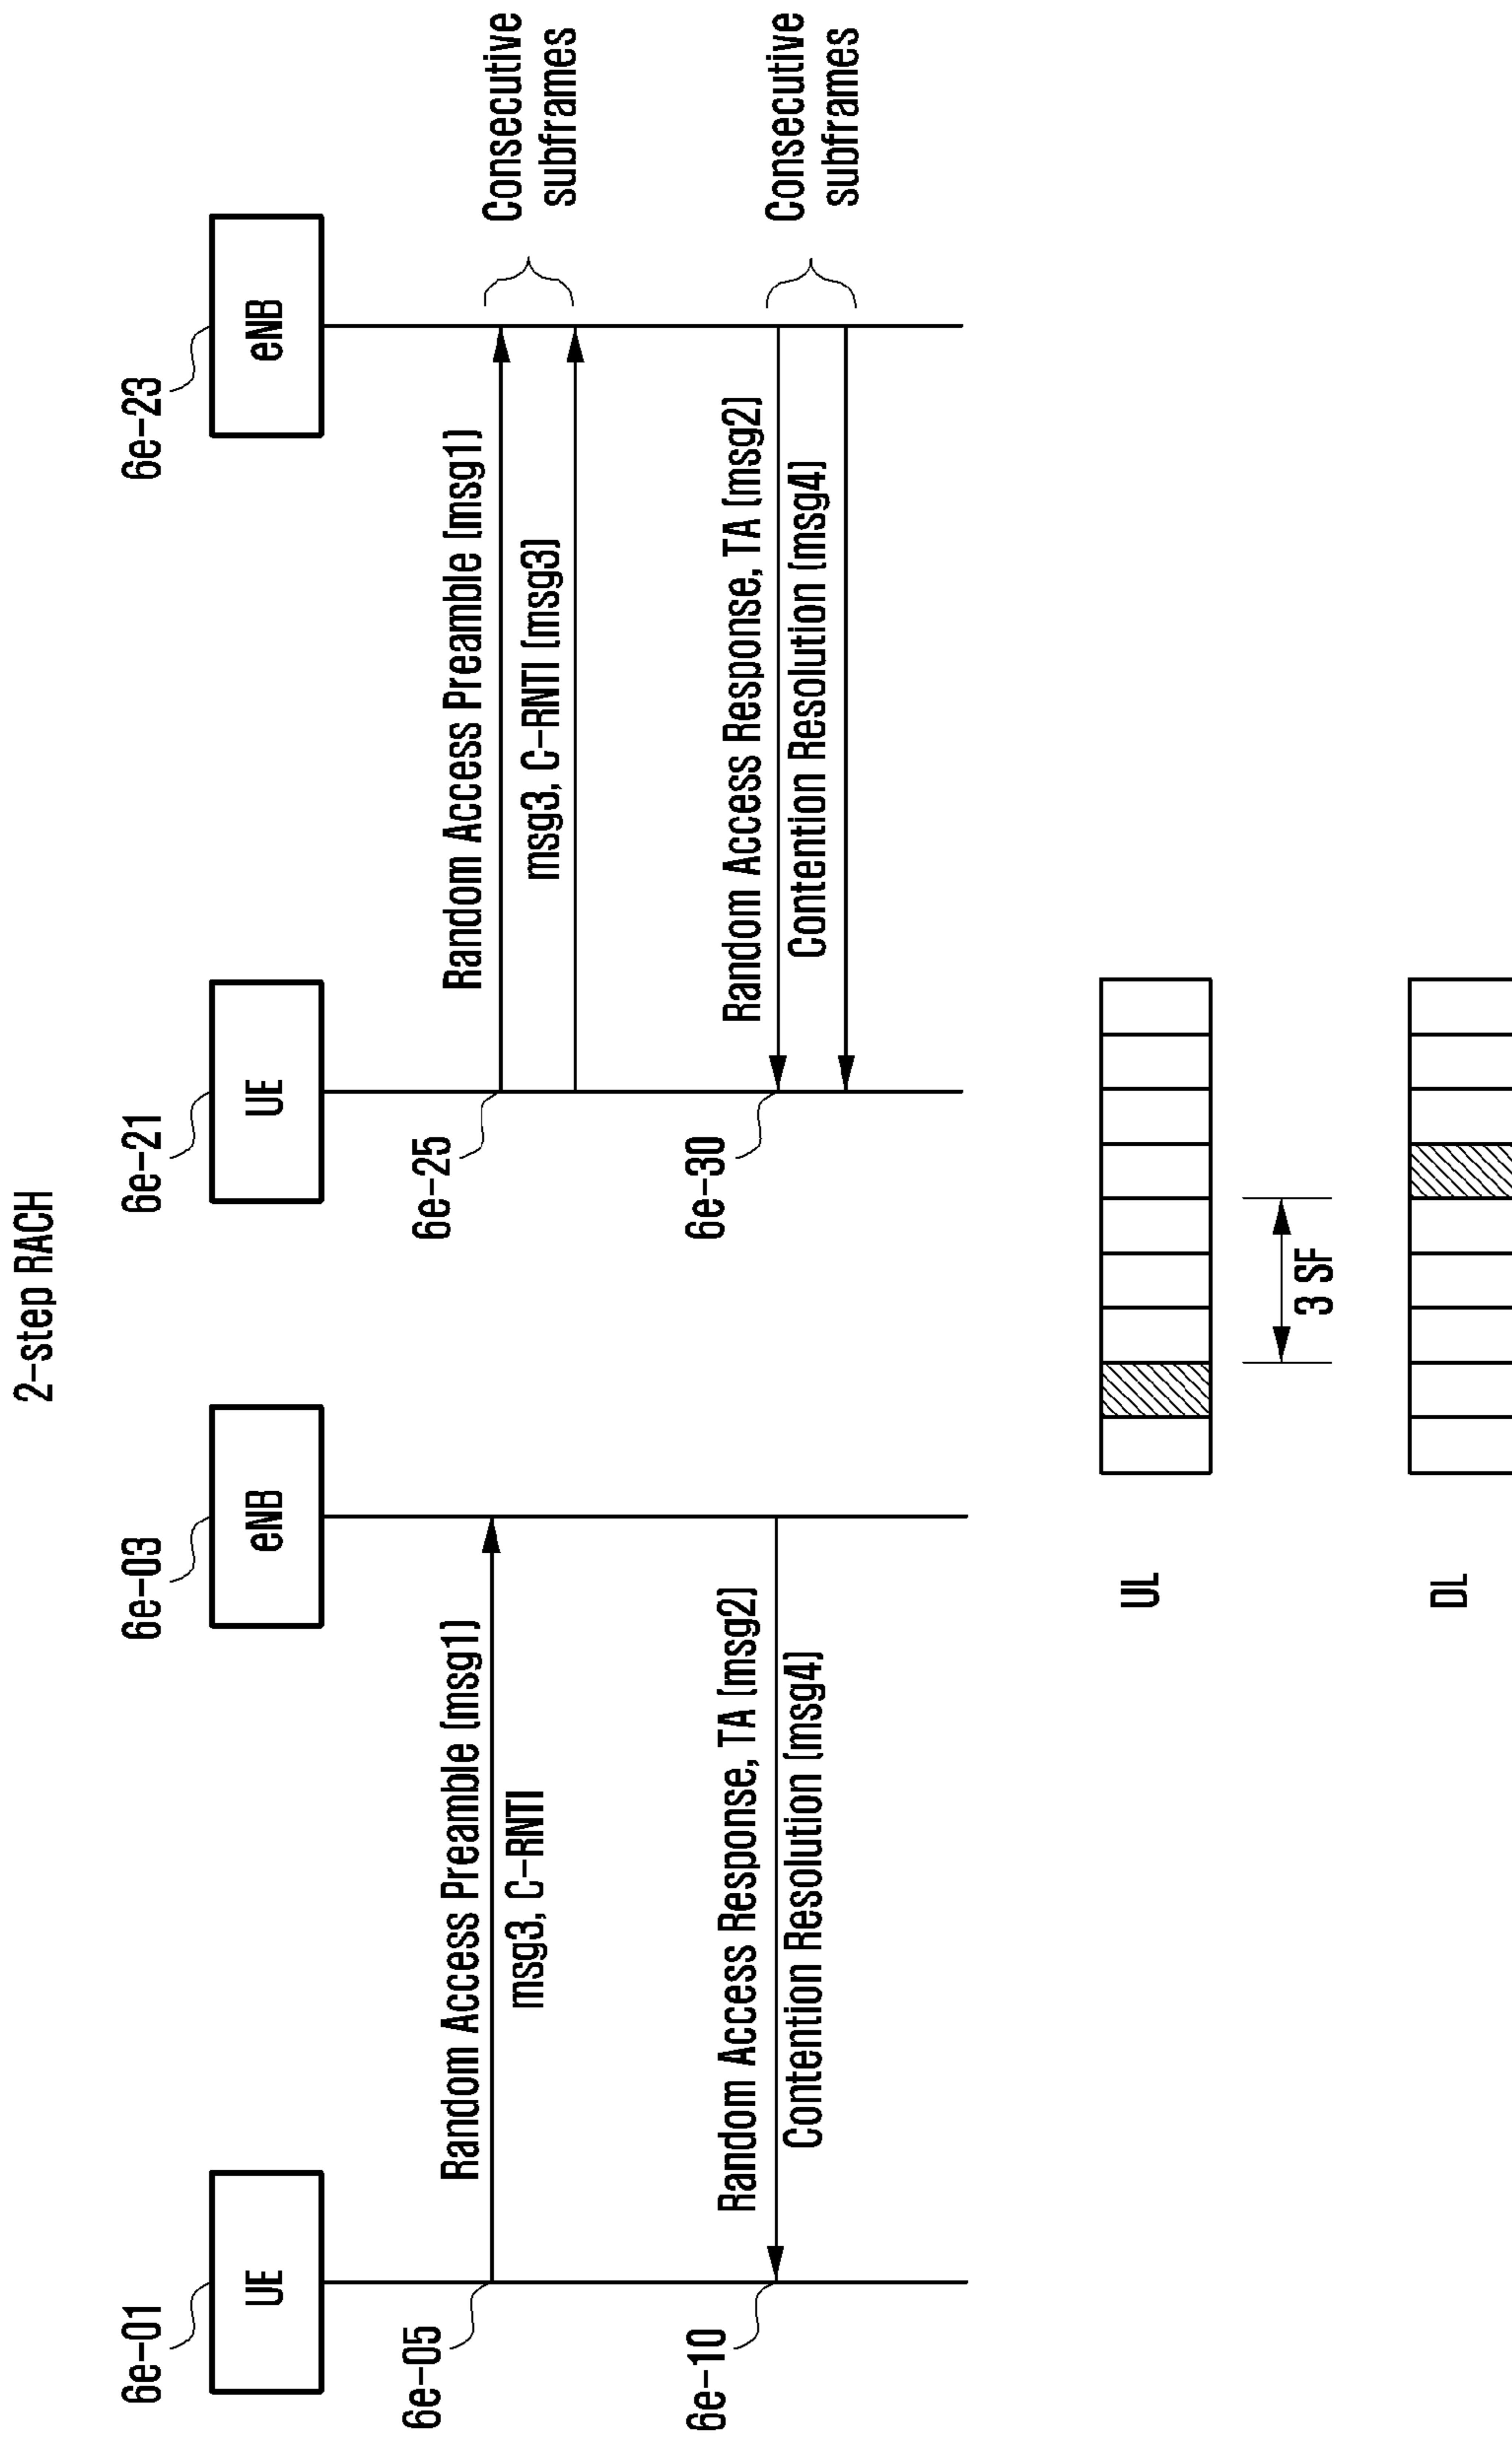 2-step RACH
6e-01
UE
6e-03
eNB
6e-05
Random Access Preamble (msg1)
msg3, C-RNTI
6e-10
Random Access Response, TA (msg2)
Contention Resolution (msg4)
6e-21
UE
6e-23
eNB
6e-25
Random Access Preamble (msg1)
msg3, C-RNTI (msg3)
Consecutive
subframes
6e-30
Random Access Response, TA (msg2)
Contention Resolution (msg4)
Consecutive
subframes
UL
3 SF
DL